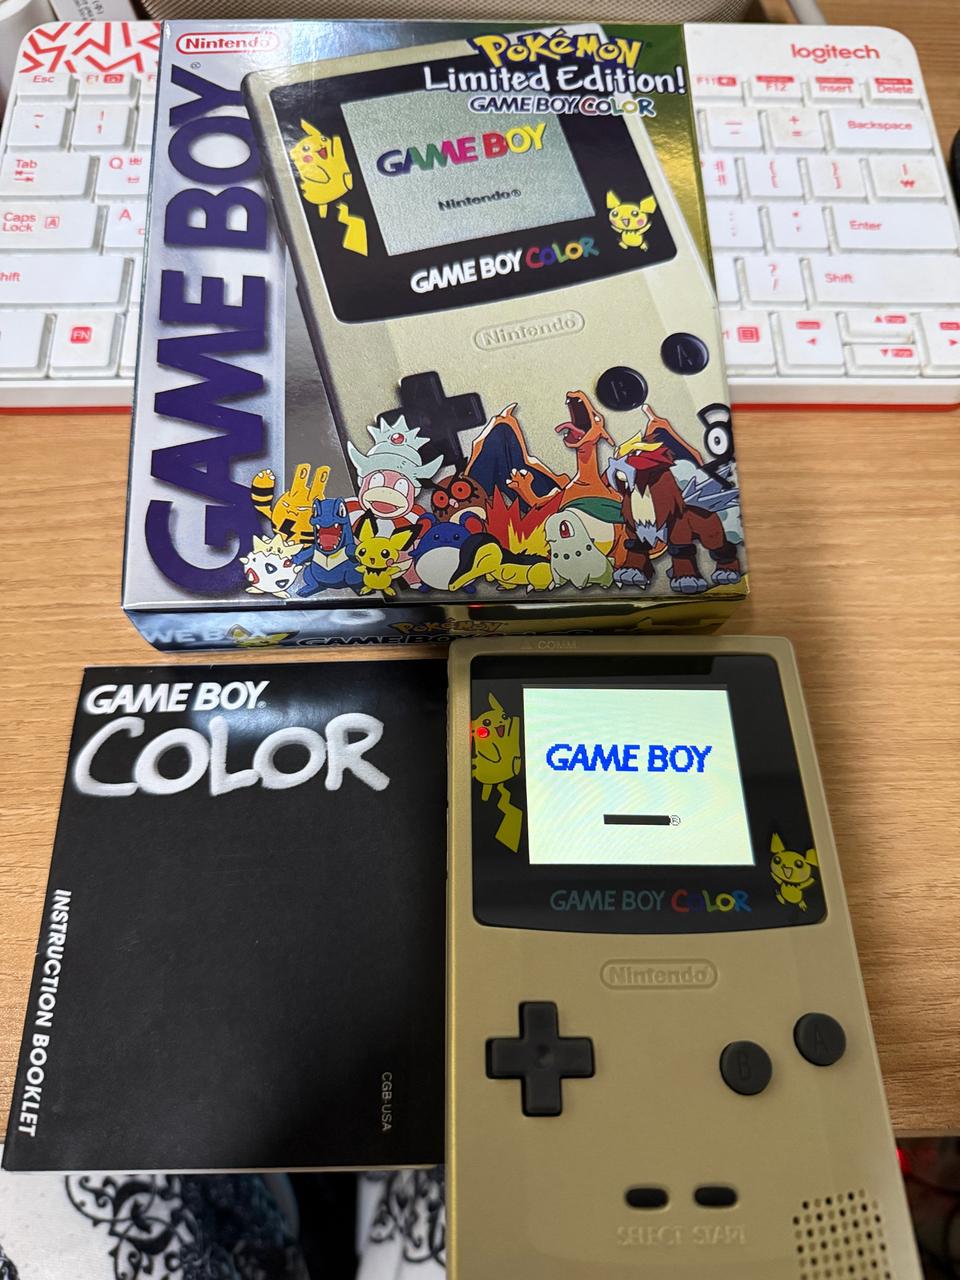 Nintendo®
POKéMON
Limited Edition!
GAME BOY COLOR
GAME BOY
GAME BOY
Nintendo®
GAME BOY COLOR
Nintendo
B
A
POKéMON
logitech
Esc
F1
F11
F12
Insert
Delete
Backspace
Tab
Q
Caps Lock
A
A
Enter
Shift
FN
GAME BOY®
COLOR
INSTRUCTION BOOKLET
CGB-USA
COMM.
GAME BOY
®
GAME BOY COLOR
Nintendo
B
A
SELECT START